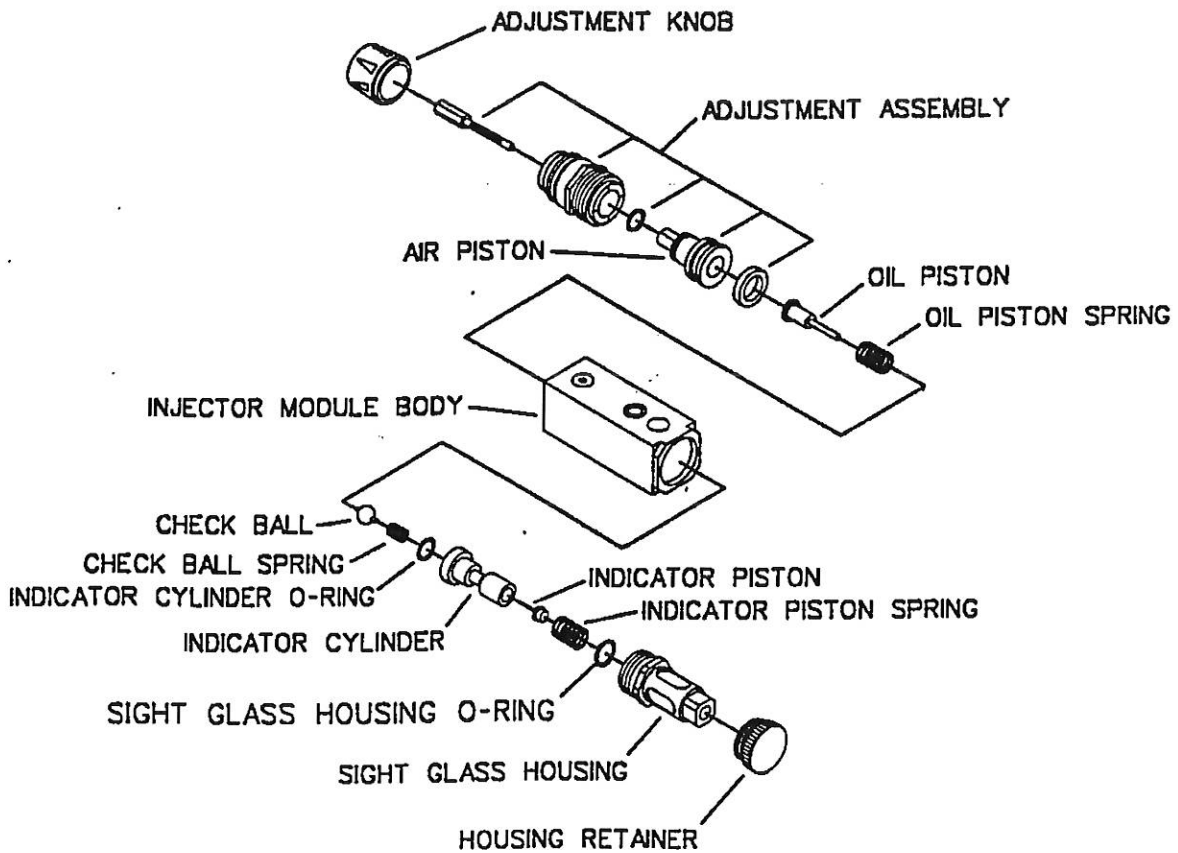 ADJUSTMENT KNOB
ADJUSTMENT ASSEMBLY
AIR PISTON
OIL PISTON
OIL PISTON SPRING
INJECTOR MODULE BODY
CHECK BALL
CHECK BALL SPRING
INDICATOR CYLINDER O-RING
INDICATOR PISTON
INDICATOR PISTON SPRING
INDICATOR CYLINDER
SIGHT GLASS HOUSING O-RING
SIGHT GLASS HOUSING
HOUSING RETAINER